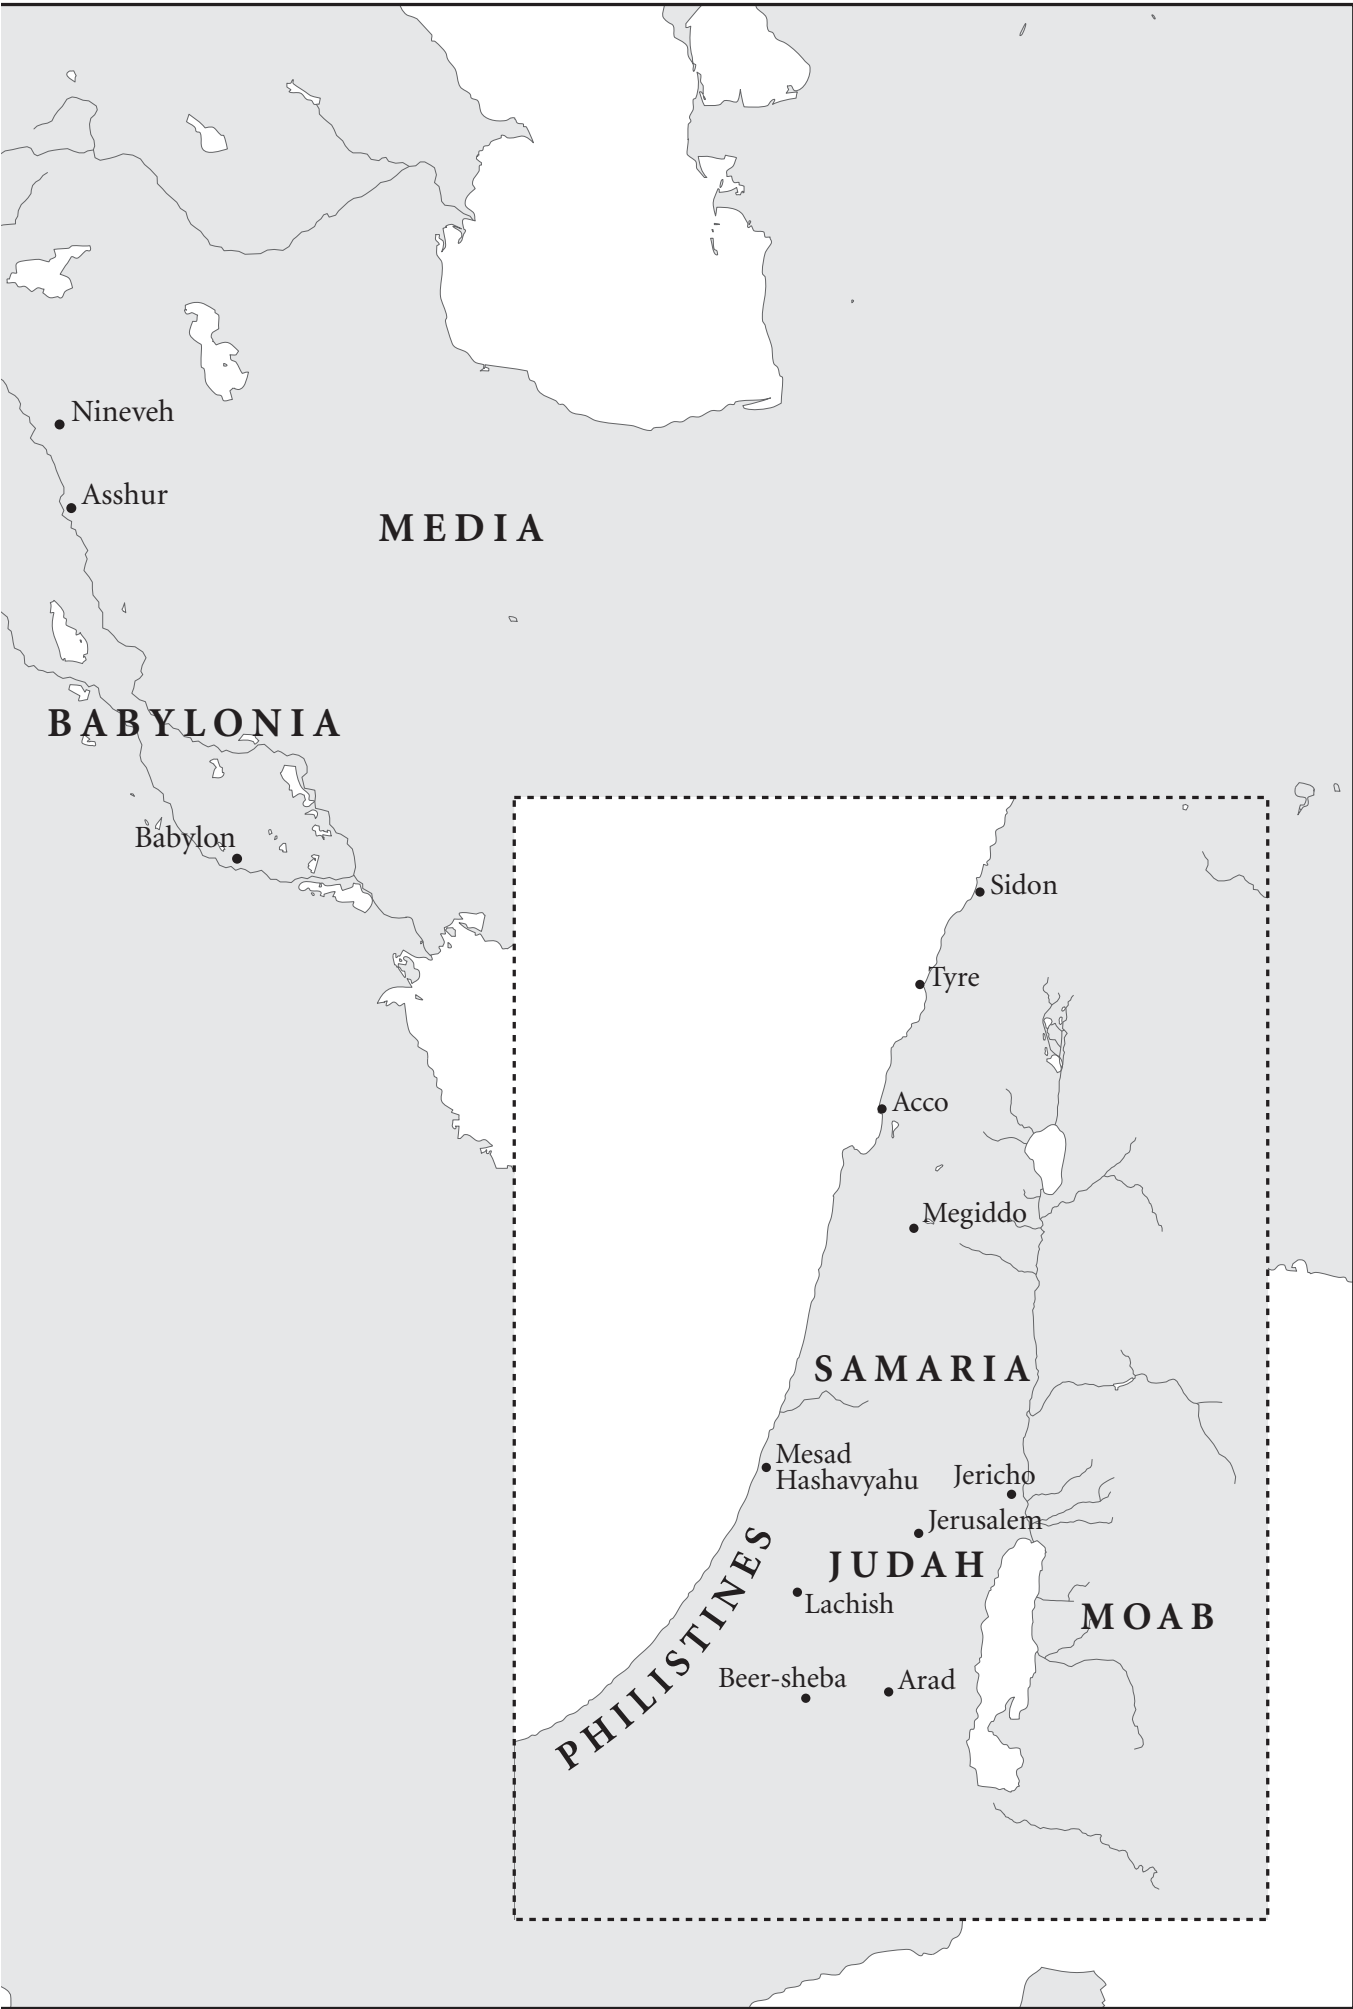 Nineveh
Asshur
MEDIA
BABYLONIA
Babylon
Sidon
Tyre
Acco
Megiddo
SAMARIA
Mesad
Hashavyahu
Jericho
Jerusalem
JUDAH
PHILISTINES
Lachish
MOAB
Beer-sheba
Arad